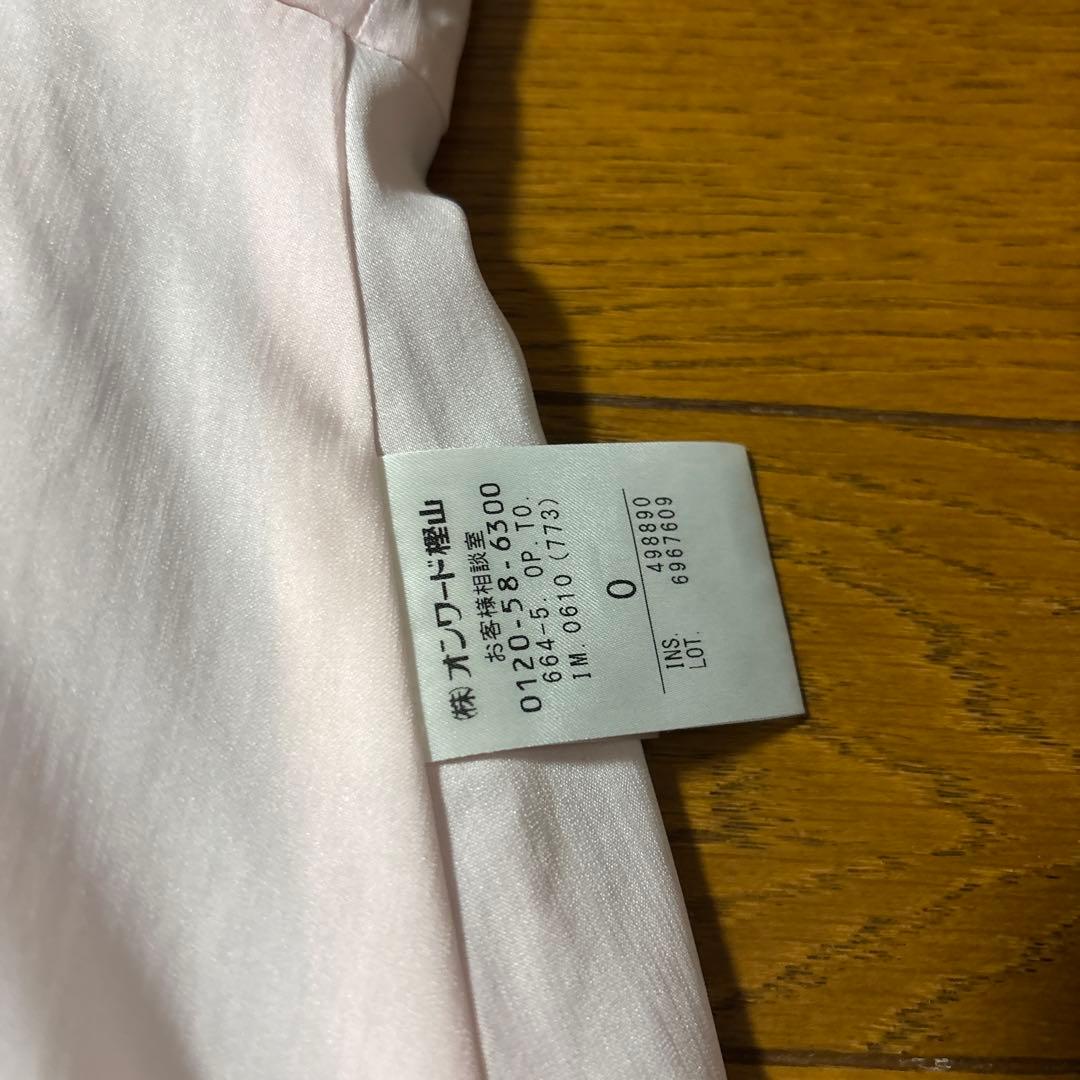 ㈱オンワード樫山
お客様相談室
0120-58-6300
664-5. OP.TO.
IM.0610(773)
0
INS. 498890
LOT. 6967609